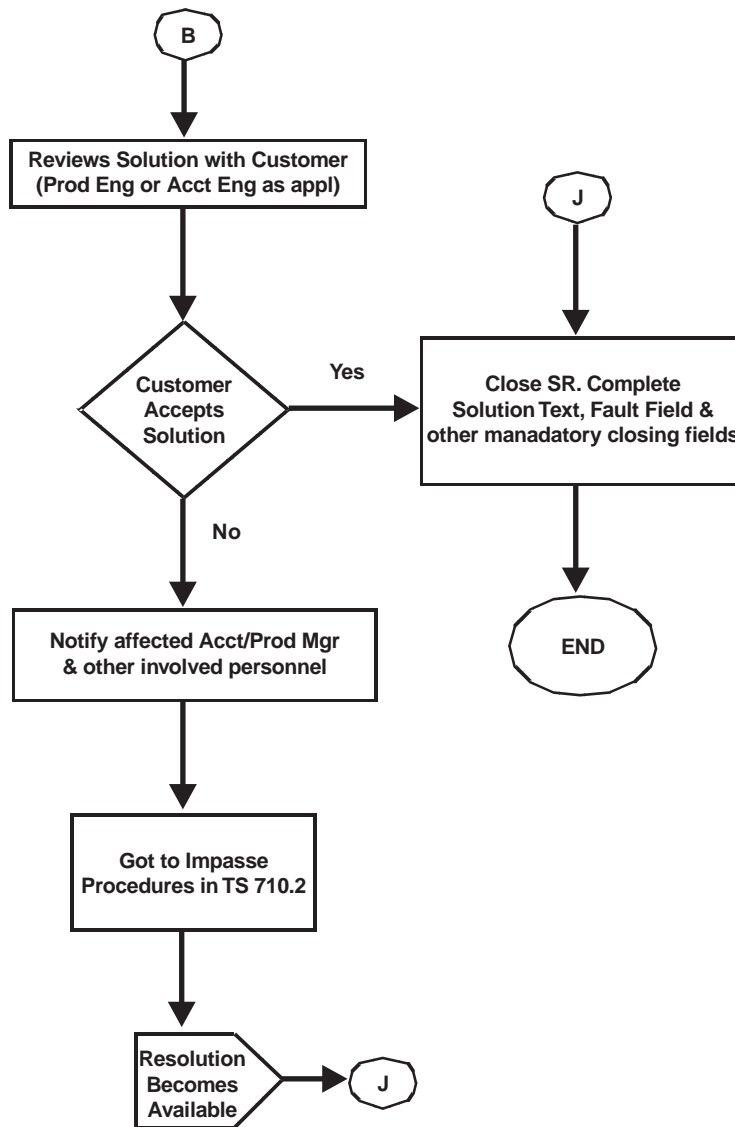 B
Reviews Solution with Customer
(Prod Eng or Acct Eng as appl)
J
Customer
Accepts
Solution
Yes
Close SR. Complete
Solution Text, Fault Field &
other manadatory closing fields
No
Notify affected Acct/Prod Mgr
& other involved personnel
END
Got to Impasse
Procedures in TS 710.2
Resolution
Becomes
Available
J